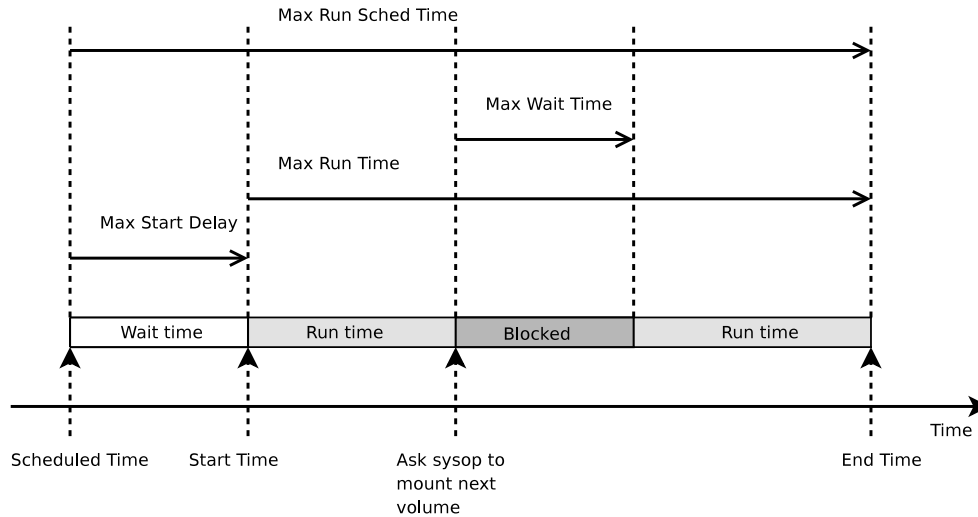 Max Run Sched Time
Max Wait Time
Max Run Time
Max Start Delay
Wait time
Run time
Blocked
Run time
Time
Scheduled Time
Start Time
Ask sysop to
mount next
volume
End Time